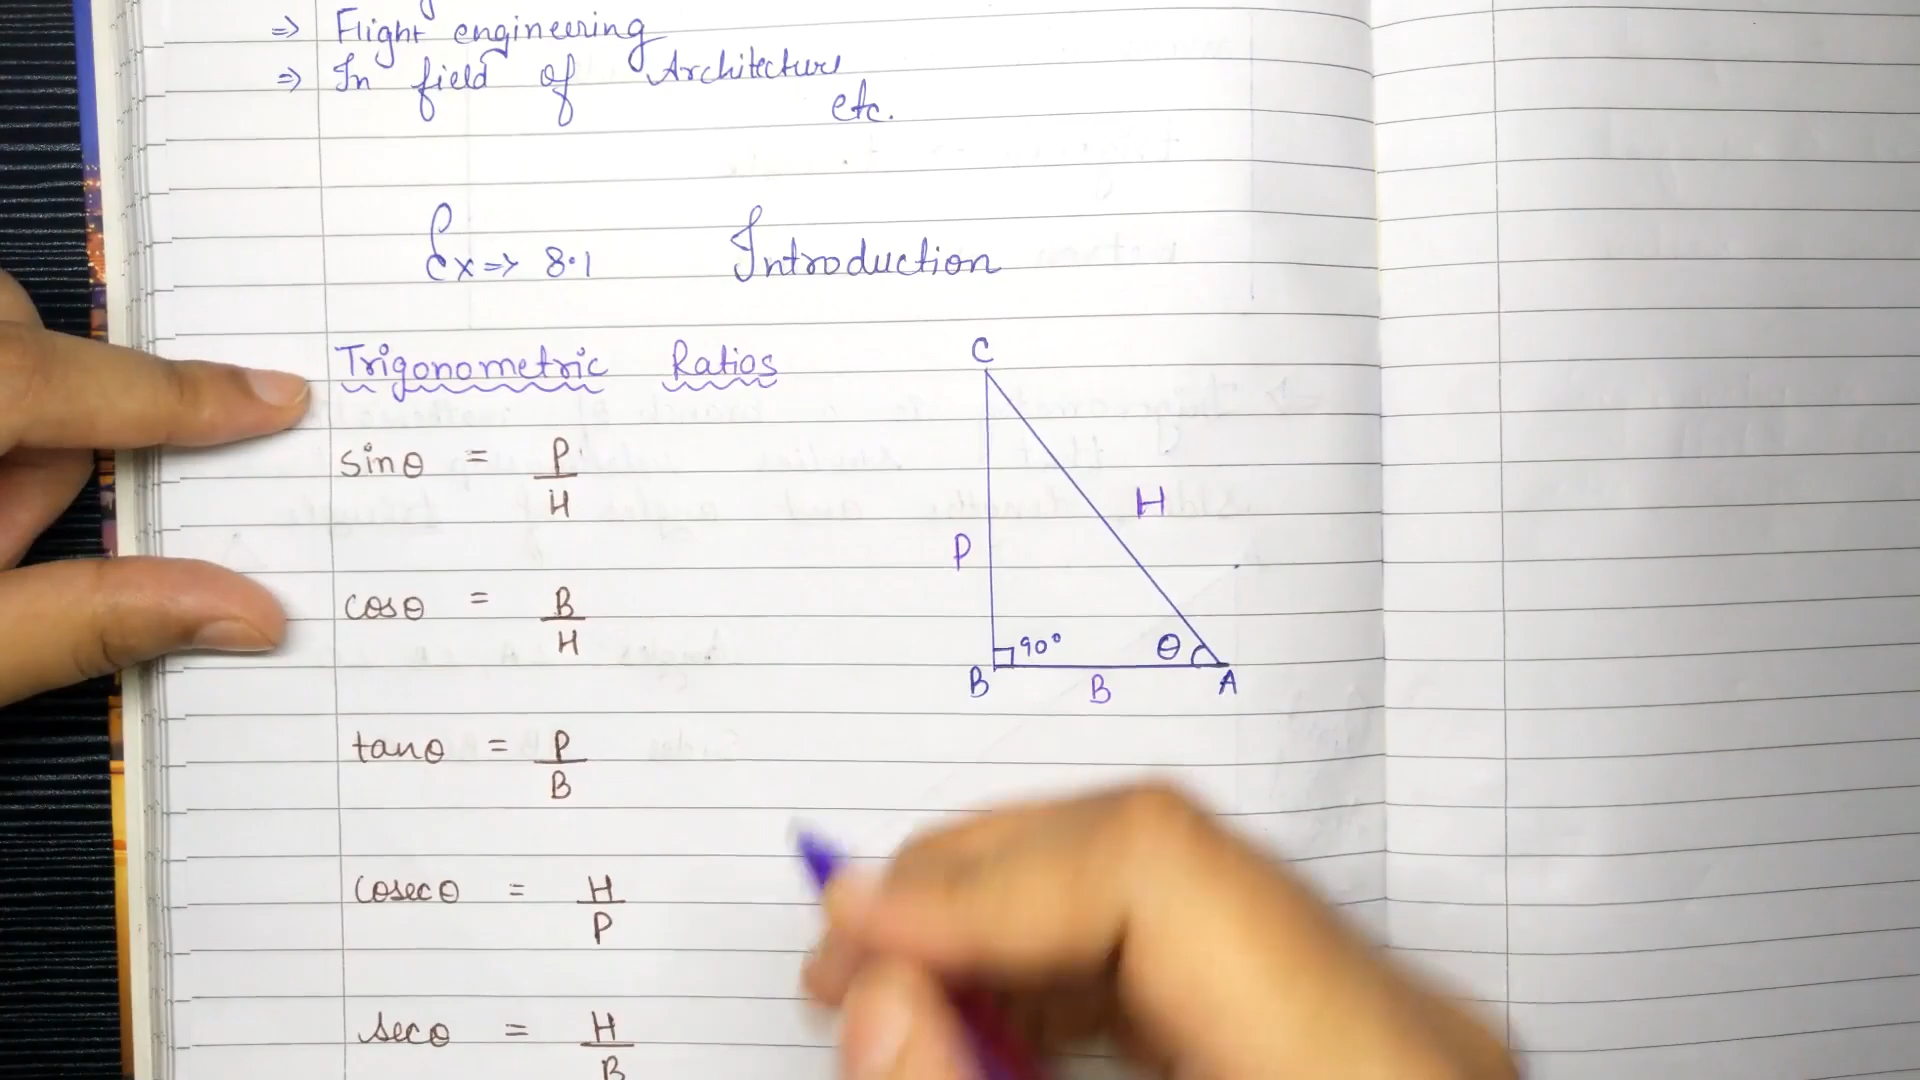 ⇒ Flight engineering
⇒ In field of Architecture
etc.
Ex ⇒ 8.1 Introduction
Trigonometric Ratios
sinθ = P/H
cosθ = B/H
tanθ = P/B
cosecθ = H/P
secθ = H/B
C
H
P
90° θ
B B A